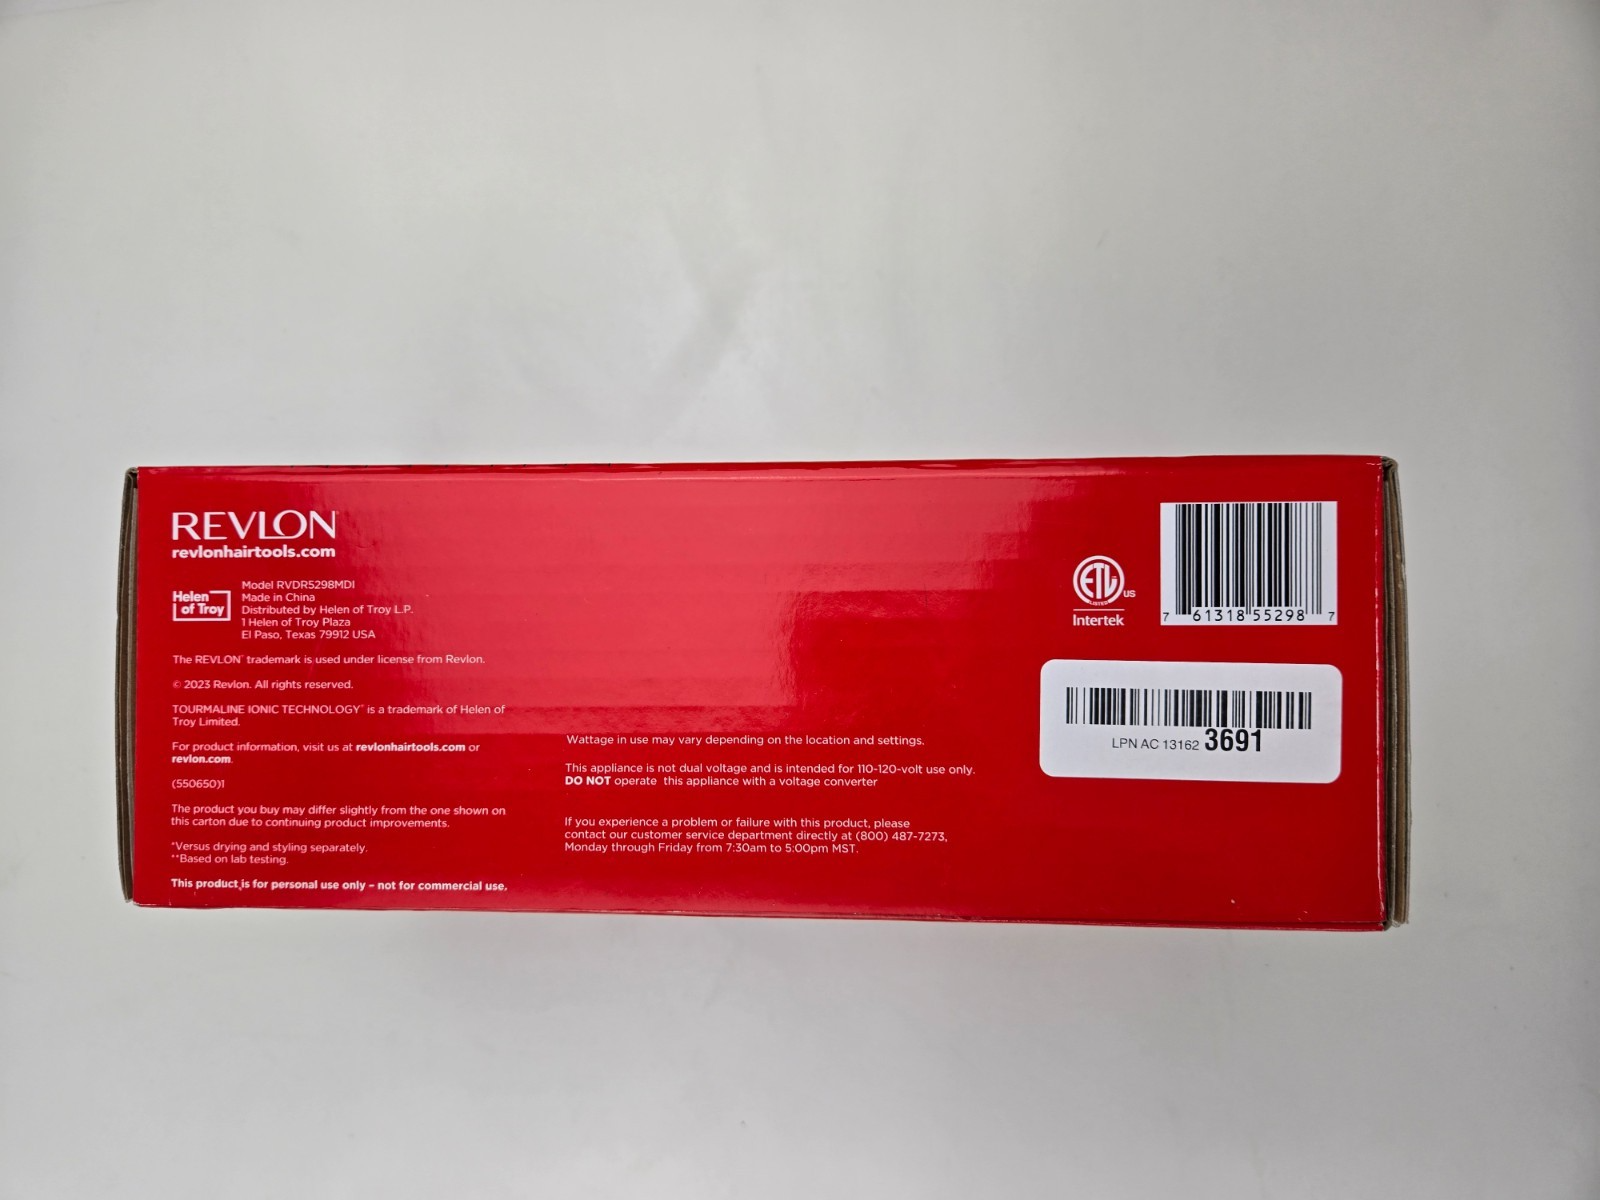 REVLON
revlonhairtools.com
Helen
of Troy
Model RVDR5298MDI
Made in China
Distributed by Helen of Troy L.P.
1 Helen of Troy Plaza
El Paso, Texas 79912 USA
The REVLON® trademark is used under license from Revlon.
© 2023 Revlon. All rights reserved.
TOURMALINE IONIC TECHNOLOGY® is a trademark of Helen of
Troy Limited.
For product information, visit us at revlonhairtools.com or
revlon.com.
(550650)1
The product you buy may differ slightly from the one shown on
this carton due to continuing product improvements.
*Versus drying and styling separately.
**Based on lab testing.
This product is for personal use only – not for commercial use.
Wattage in use may vary depending on the location and settings.
This appliance is not dual voltage and is intended for 110-120-volt use only.
DO NOT operate this appliance with a voltage converter
If you experience a problem or failure with this product, please
contact our customer service department directly at (800) 487-7273,
Monday through Friday from 7:30am to 5:00pm MST.
ETL
LISTED
US
Intertek
7 61318 55298 7
LPN AC 13162 3691